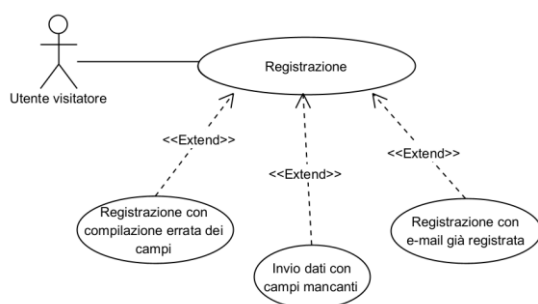 Registrazione
Utente visitatore
<<Extend>>
<<Extend>>
<<Extend>>
Registrazione con
compilazione errata dei
campi
Invio dati con
campi mancanti
Registrazione con
e-mail già registrata